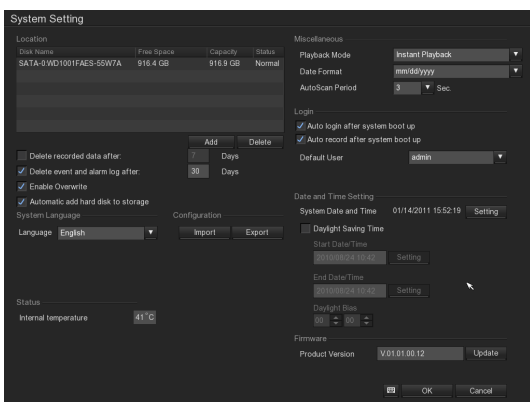 System Setting
Location
Disk Name Free Space Capacity Status
SATA-0:WD1001FAES-55W7A 916.4 GB 916.9 GB Normal
Add Delete
Delete recorded data after: 7 Days
Delete event and alarm log after: 30 Days
Enable Overwrite
Automatic add hard disk to storage
System Language
Language English
Configuration
Import Export
Status
Internal temperature 41°C
Miscellaneous
Playback Mode Instant Playback
Date Format mm/dd/yyyy
AutoScan Period 3 Sec.
Login
Auto login after system boot up
Auto record after system boot up
Default User admin
Date and Time Setting
System Date and Time 01/14/2011 15:52:19 Setting
Daylight Saving Time
Start Date/Time
2010/08/24 10:42 Setting
End Date/Time
2010/08/24 10:42 Setting
Daylight Bias
00 : 00
Firmware
Product Version V.01.01.00.12 Update
OK Cancel